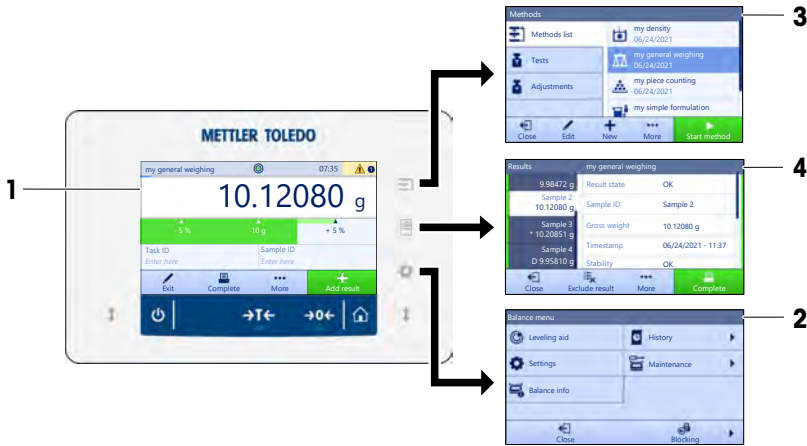 1
METTLER TOLEDO
my general weighing 07:35
10.12080 g
- 5 % 10 g + 5 %
Task ID Sample ID
Enter here Enter here
Exit Complete More Add result
→T← →0←
Methods
3
Methods list
Tests
Adjustments
my density
06/24/2021
my general weighing
06/24/2021
my piece counting
06/24/2021
my simple formulation
Close Edit New More Start method
Results my general weighing
4
9.98472 g
Sample 2
10.12080 g
Sample 3
* 10.20851 g
Sample 4
D 9.95810 g
Result state OK
Sample ID Sample 2
Gross weight 10.12080 g
Timestamp 06/24/2021 - 11:37
Stability OK
Close Exclude result More Complete
Balance menu
2
Leveling aid History
Settings Maintenance
Balance info
Close Blocking